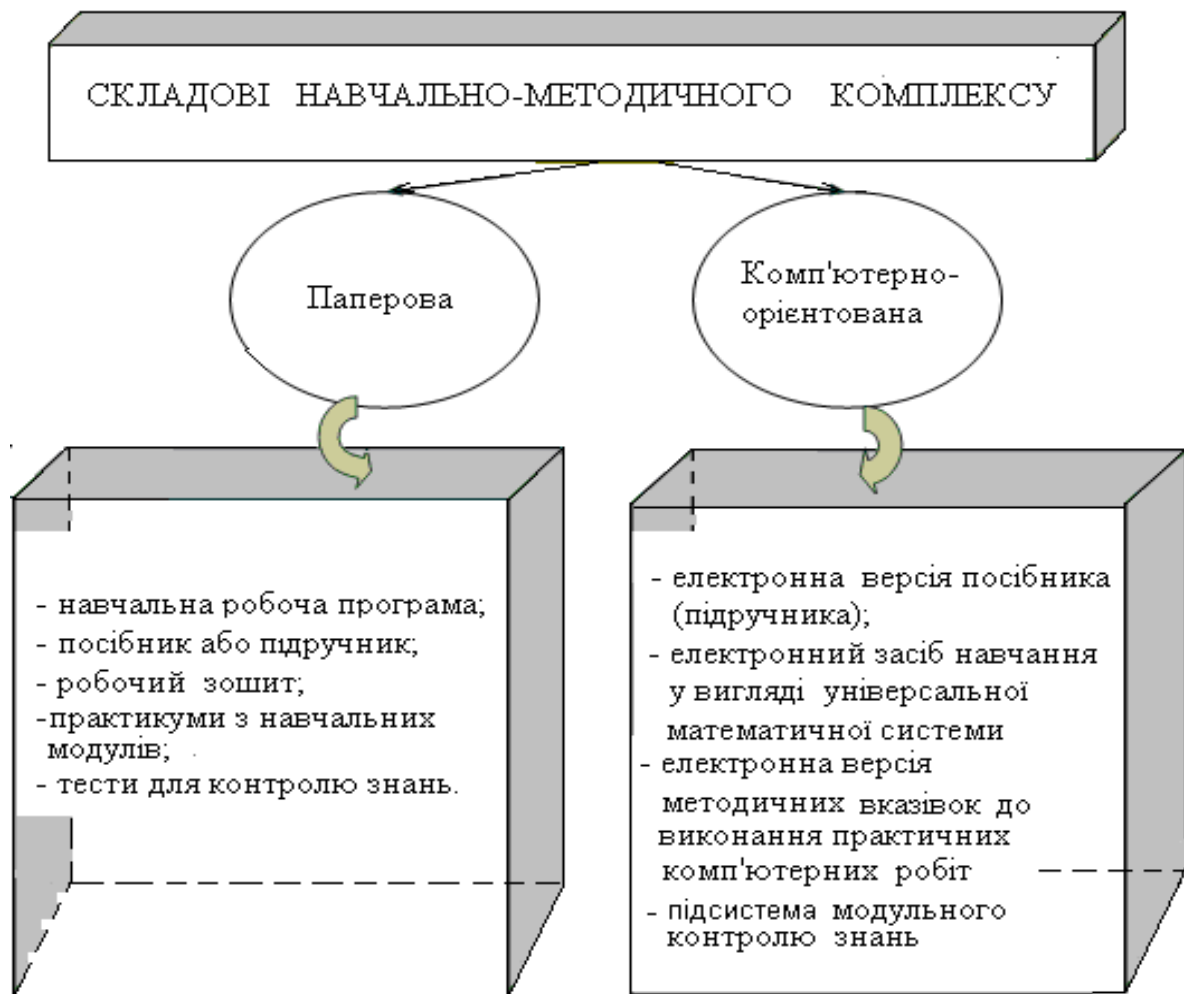 СКЛАДОВІ НАВЧАЛЬНО-МЕТОДИЧНОГО КОМПЛЕКСУ
Паперова
Комп'ютерно-
орієнтована
- навчальна робоча програма;
- посібник або підручник;
- робочий зошит;
-практикуми з навчальних
модулів;
- тести для контролю знань.
- електронна версія посібника
(підручника);
- електронний засіб навчання
у вигляді універсальної
математичної системи
- електронна версія
методичних вказівок до
виконання практичних
комп'ютерних робіт
- підсистема модульного
контролю знань